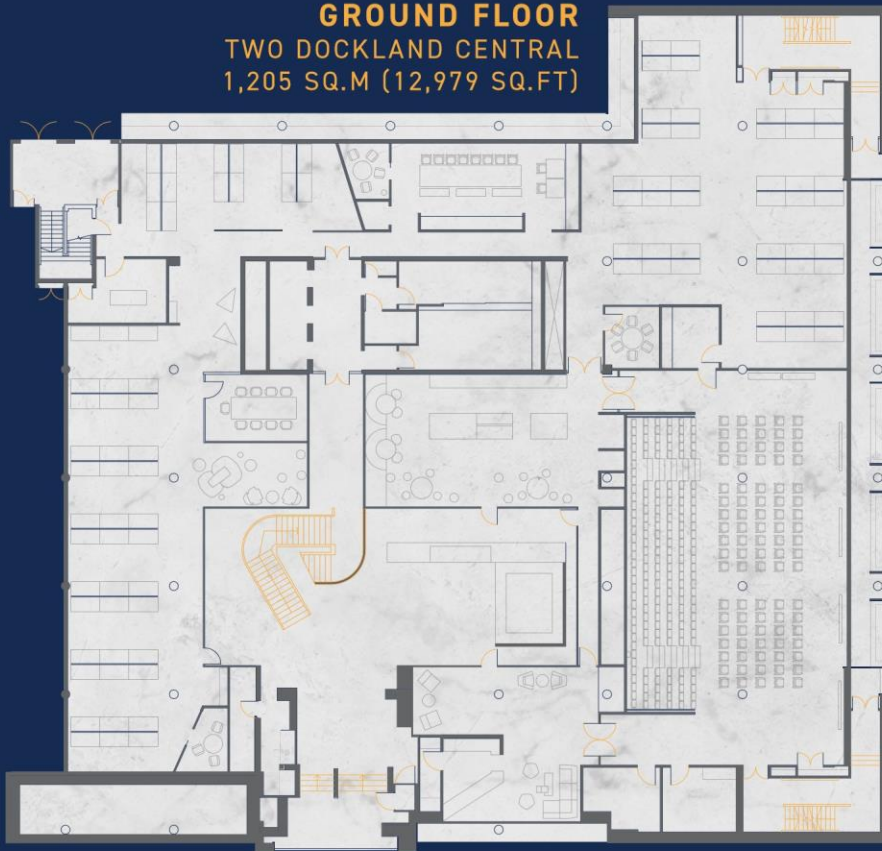 GROUND FLOOR
TWO DOCKLAND CENTRAL
1,205 SQ.M (12,979 SQ.FT)